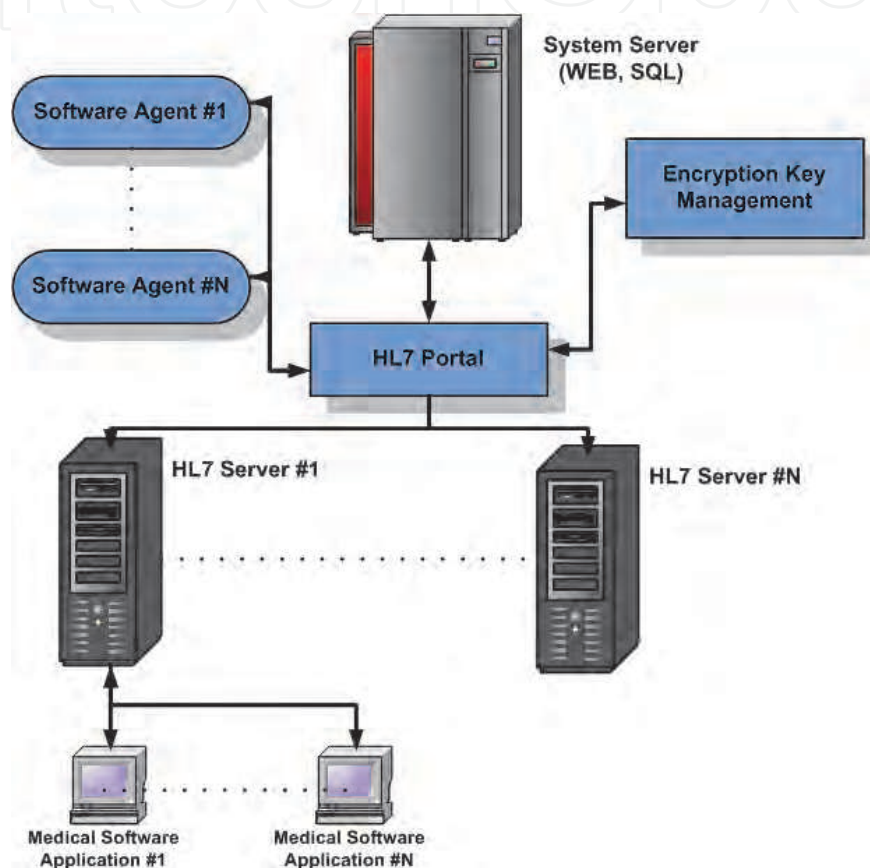 System Server
(WEB, SQL)
Software Agent #1
Encryption Key
Management
Software Agent #N
HL7 Portal
HL7 Server #1
HL7 Server #N
Medical Software
Application #1
Medical Software
Application #N